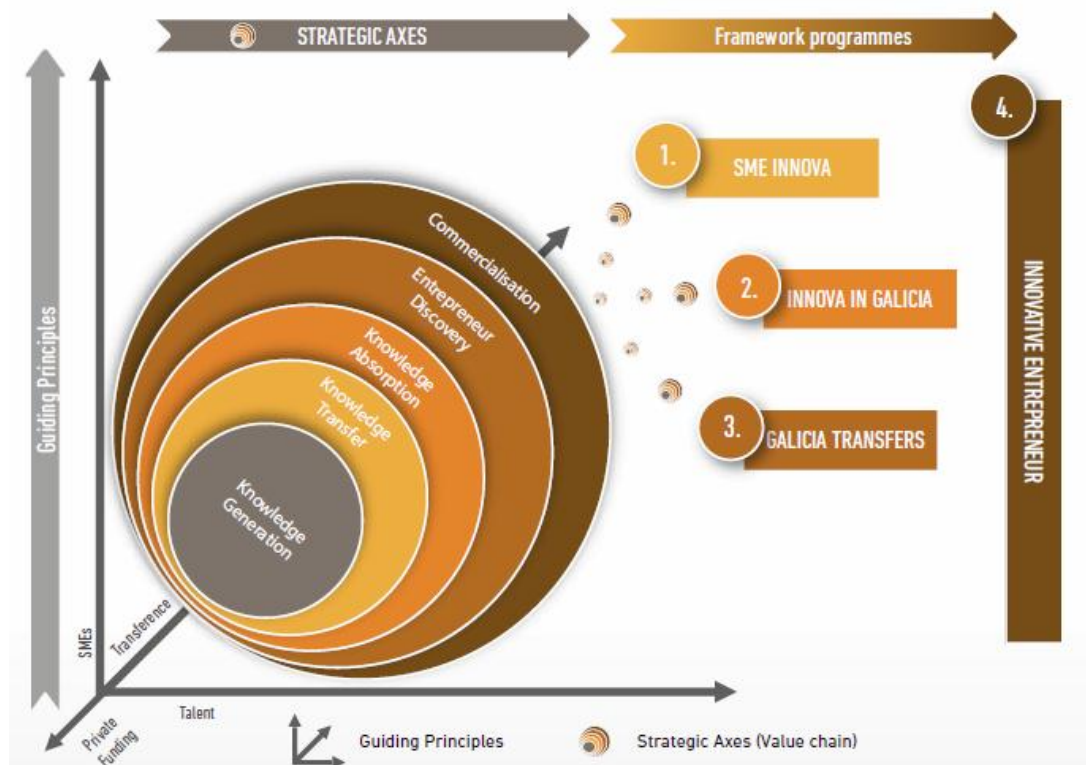 STRATEGIC AXES
Framework programmes
Guiding Principles
4.
1.
SME INNOVA
Commercialisation
Entrepreneur
Discovery
2.
INNOVA IN GALICIA
Knowledge
Absorption
Knowledge
Transfer
3.
GALICIA TRANSFERS
INNOVATIVE ENTREPRENEUR
Knowledge
Generation
SMEs
Transference
Private
Funding
Talent
Guiding Principles
Strategic Axes (Value chain)